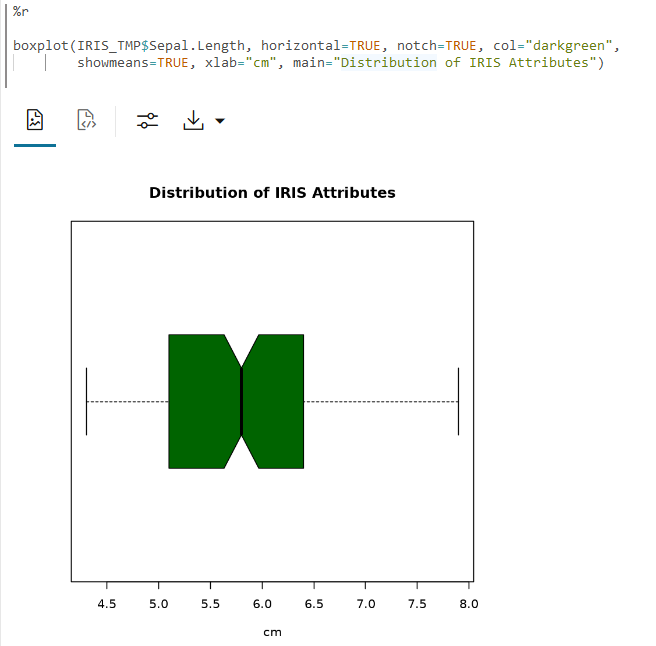 %r
boxplot(IRIS_TMP$Sepal.Length, horizontal=TRUE, notch=TRUE, col="darkgreen",
showmeans=TRUE, xlab="cm", main="Distribution of IRIS Attributes")
Distribution of IRIS Attributes
4.5 5.0 5.5 6.0 6.5 7.0 7.5 8.0
cm